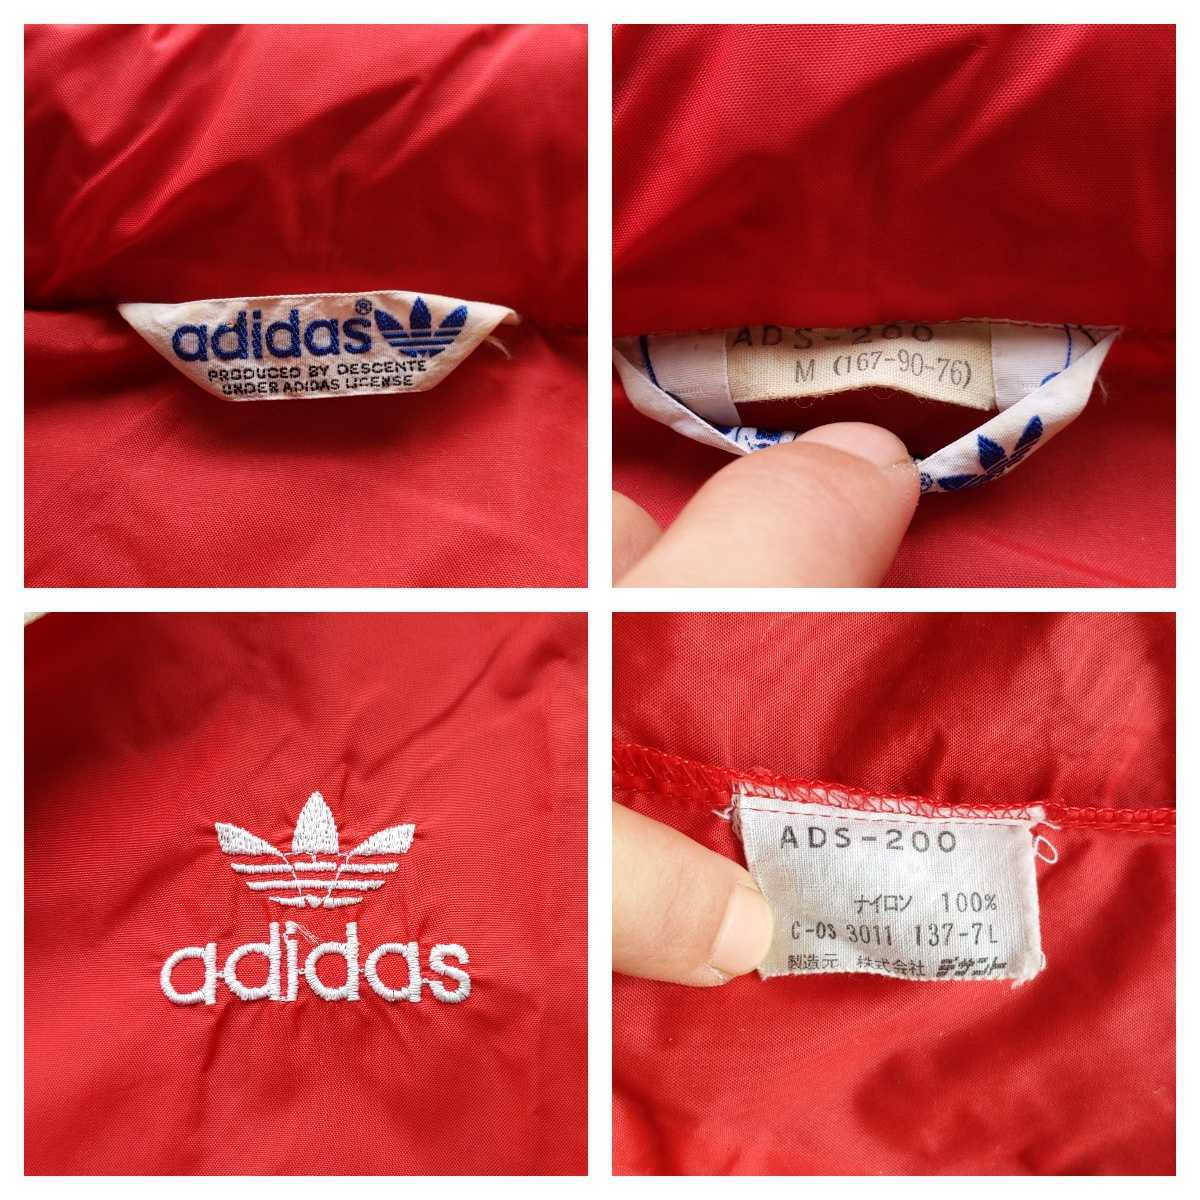 adidas®
PRODUCED BY DESCENTE
UNDER ADIDAS LICENSE
ADS-200
M (167-90-76)
adidas
ADS-200
ナイロン 100%
C-OS 3011 137-7L
製造元 株式会社 デサント